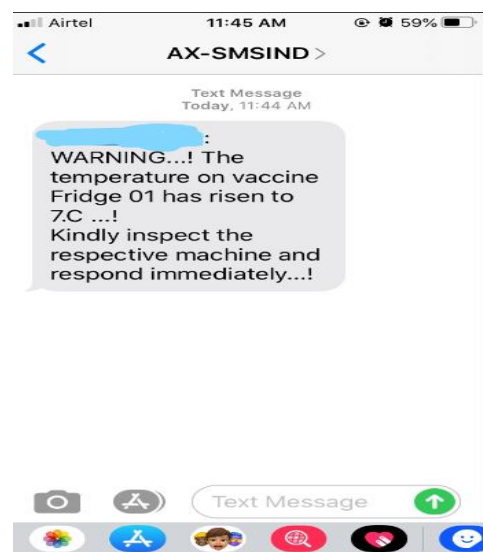 Airtel 11:45 AM 59%
AX-SMSIND >
Text Message
Today, 11:44 AM
:
WARNING...! The
temperature on vaccine
Fridge 01 has risen to
7.C ...!
Kindly inspect the
respective machine and
respond immediately...!
Text Message